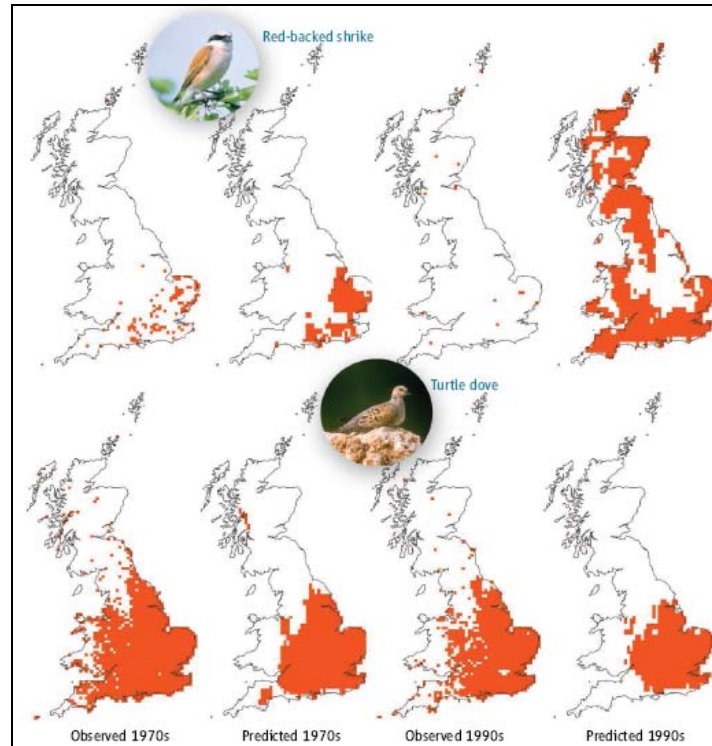 Red-backed shrike
Turtle dove
Observed 1970s
Predicted 1970s
Observed 1990s
Predicted 1990s